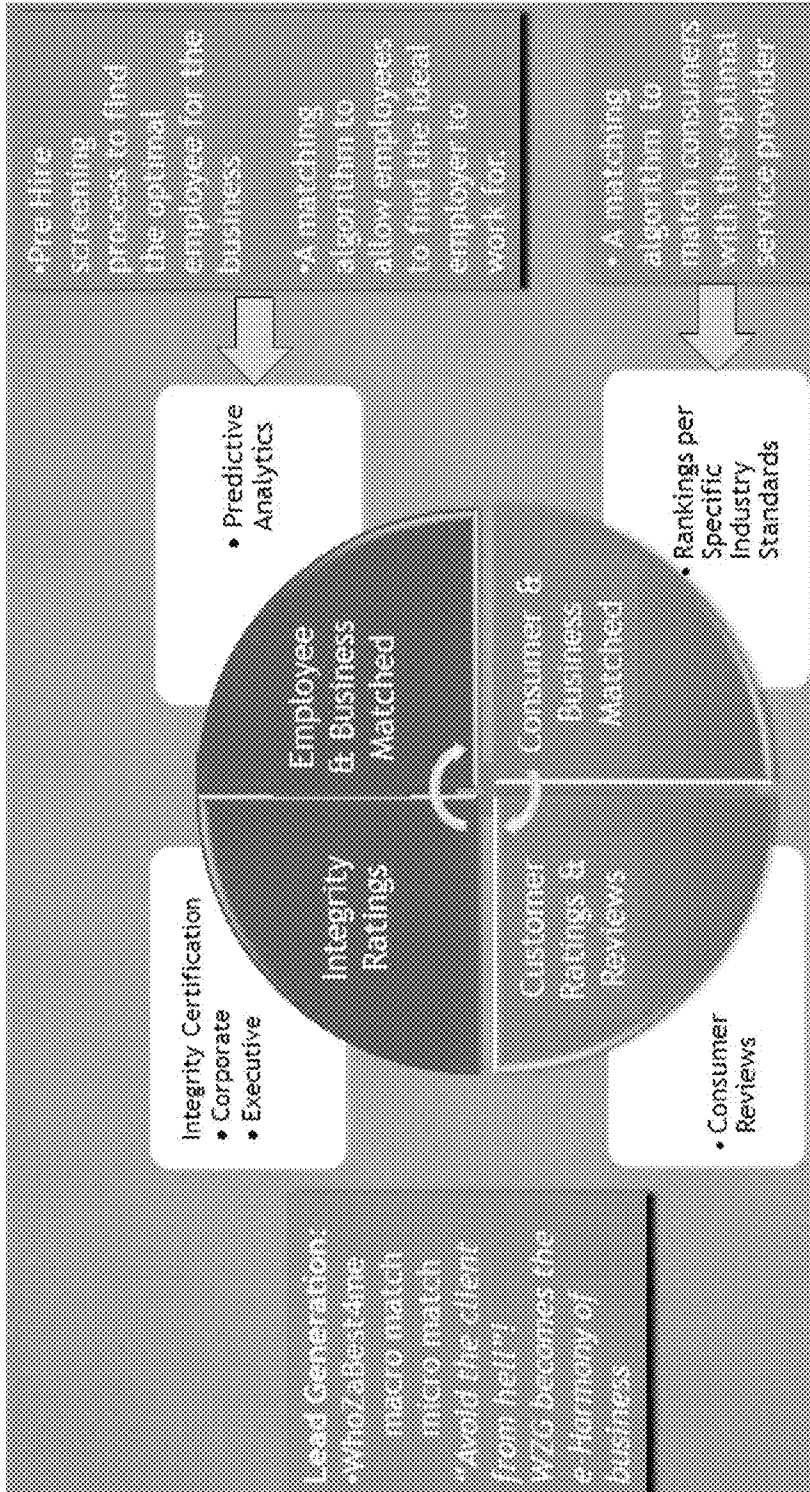 Lead Generation:
•WhoZaBest4me
macro match
micro match
"Avoid the client
from hell"!
WZG becomes the
e-Harmony of
business
Integrity Certification
• Corporate
• Executive
• Predictive
Analytics
Integrity
Ratings
Employee
& Business
Matched
Customer
Ratings &
Reviews
Consumer &
Business
Matched
• Consumer
Reviews
• Rankings per
Specific
Industry
Standards
•Pre Hire
screening
process to find
the optimal
employee for the
business
•A matching
algorithm to
allow employees
to find the ideal
employer to
work for.
• A matching
algorithm to
match consumers
with the optimal
service provider